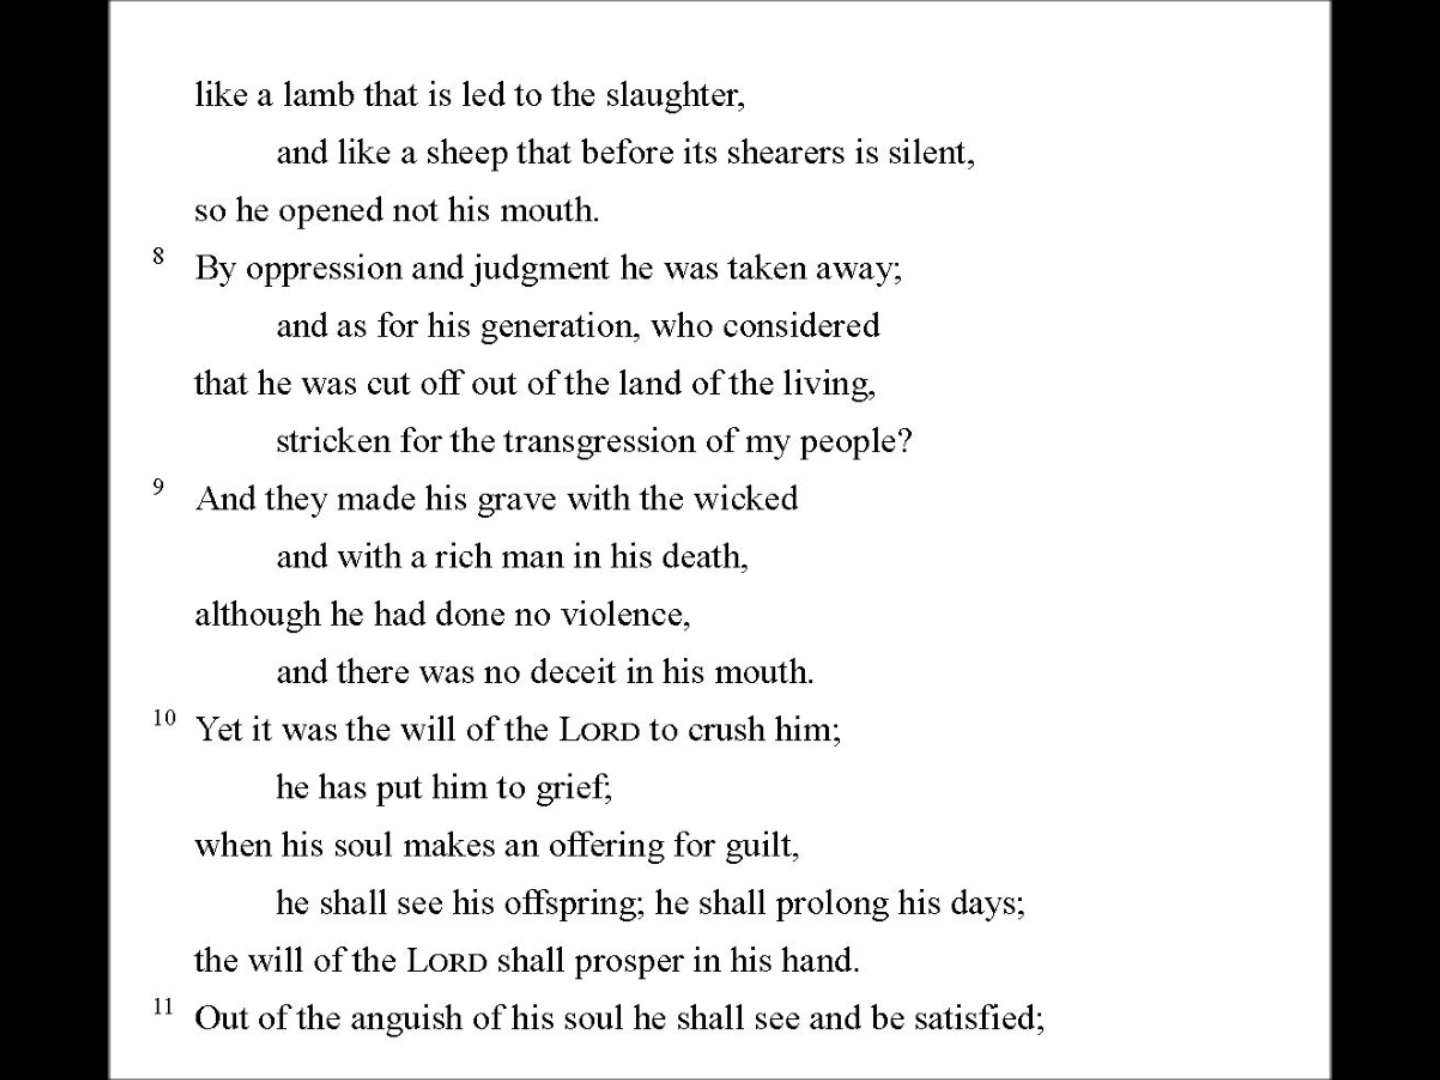 like a lamb that is led to the slaughter,
and like a sheep that before its shearers is silent,
so he opened not his mouth.
8 By oppression and judgment he was taken away;
and as for his generation, who considered
that he was cut off out of the land of the living,
stricken for the transgression of my people?
9 And they made his grave with the wicked
and with a rich man in his death,
although he had done no violence,
and there was no deceit in his mouth.
10 Yet it was the will of the LORD to crush him;
he has put him to grief;
when his soul makes an offering for guilt,
he shall see his offspring; he shall prolong his days;
the will of the LORD shall prosper in his hand.
11 Out of the anguish of his soul he shall see and be satisfied;